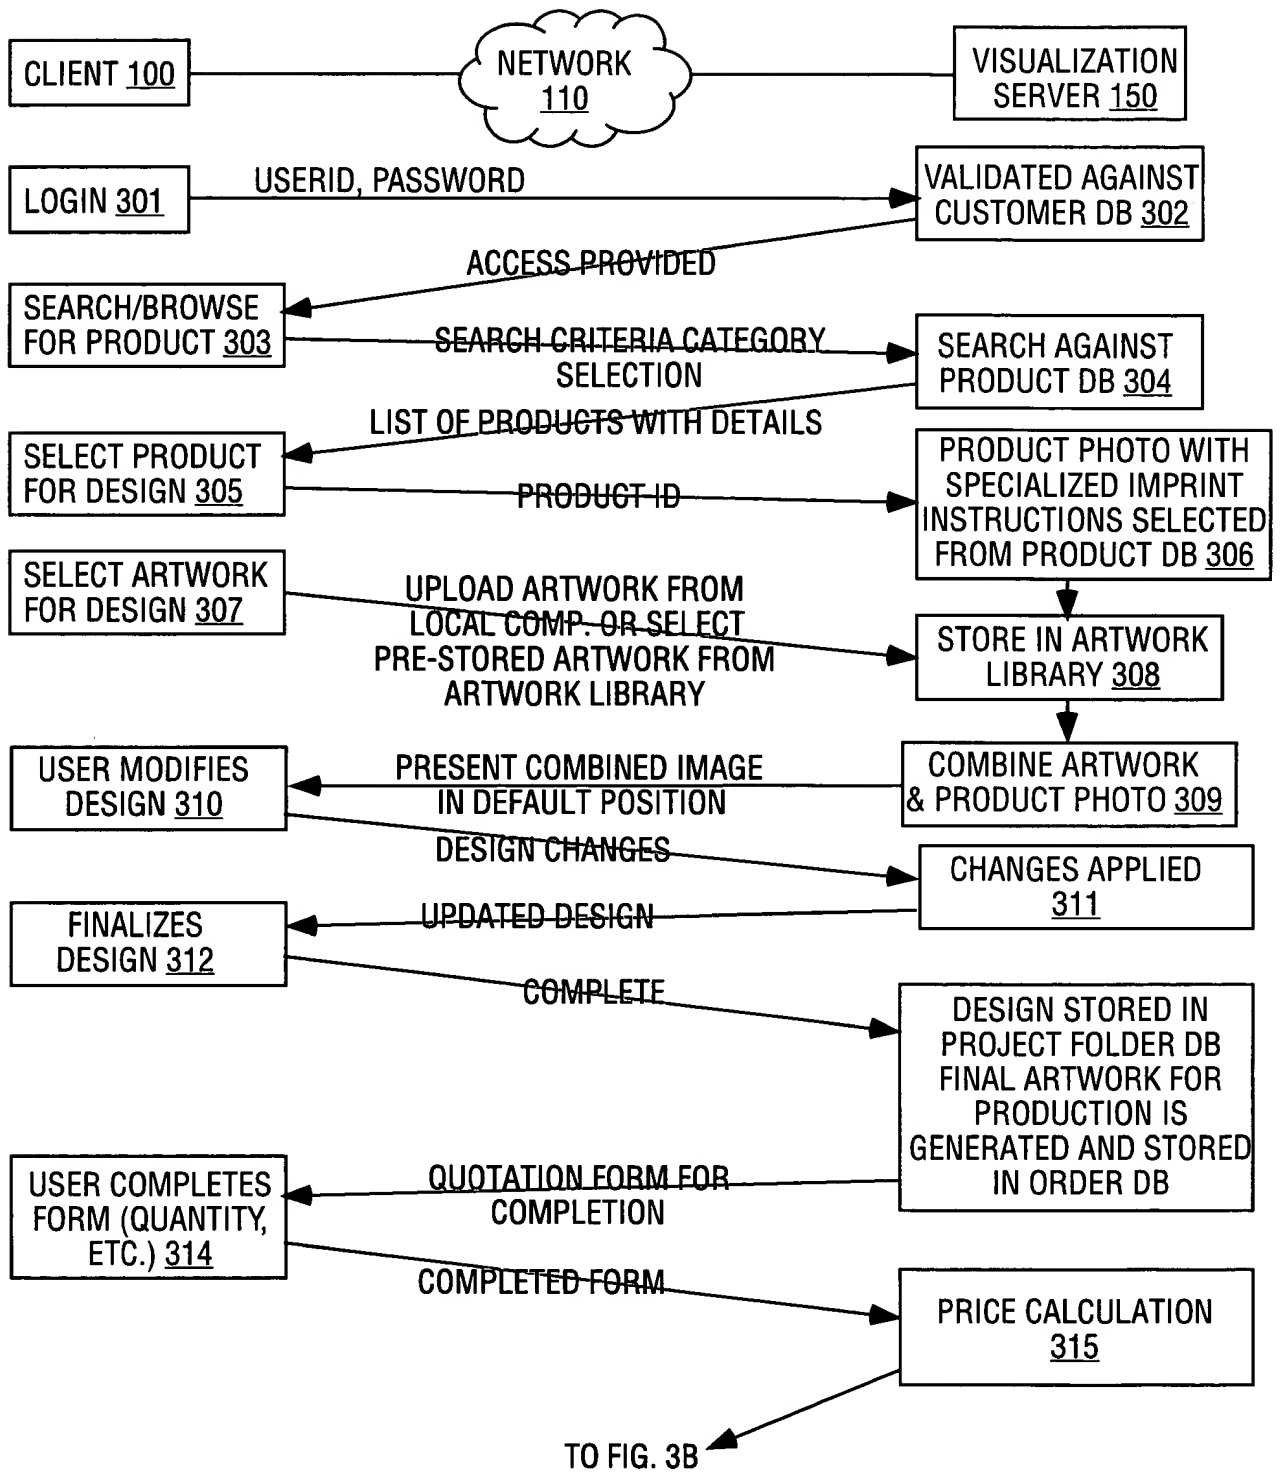 CLIENT 100
NETWORK
110
VISUALIZATION
SERVER 150
LOGIN 301
USERID, PASSWORD
VALIDATED AGAINST
CUSTOMER DB 302
ACCESS PROVIDED
SEARCH/BROWSE
FOR PRODUCT 303
SEARCH CRITERIA CATEGORY
SELECTION
SEARCH AGAINST
PRODUCT DB 304
LIST OF PRODUCTS WITH DETAILS
SELECT PRODUCT
FOR DESIGN 305
PRODUCT ID
PRODUCT PHOTO WITH
SPECIALIZED IMPRINT
INSTRUCTIONS SELECTED
FROM PRODUCT DB 306
SELECT ARTWORK
FOR DESIGN 307
UPLOAD ARTWORK FROM
LOCAL COMP. OR SELECT
PRE-STORED ARTWORK FROM
ARTWORK LIBRARY
STORE IN ARTWORK
LIBRARY 308
COMBINE ARTWORK
& PRODUCT PHOTO 309
PRESENT COMBINED IMAGE
IN DEFAULT POSITION
USER MODIFIES
DESIGN 310
DESIGN CHANGES
CHANGES APPLIED
311
UPDATED DESIGN
FINALIZES
DESIGN 312
COMPLETE
DESIGN STORED IN
PROJECT FOLDER DB
FINAL ARTWORK FOR
PRODUCTION IS
GENERATED AND STORED
IN ORDER DB
QUOTATION FORM FOR
COMPLETION
USER COMPLETES
FORM (QUANTITY,
ETC.) 314
COMPLETED FORM
PRICE CALCULATION
315
TO FIG. 3B